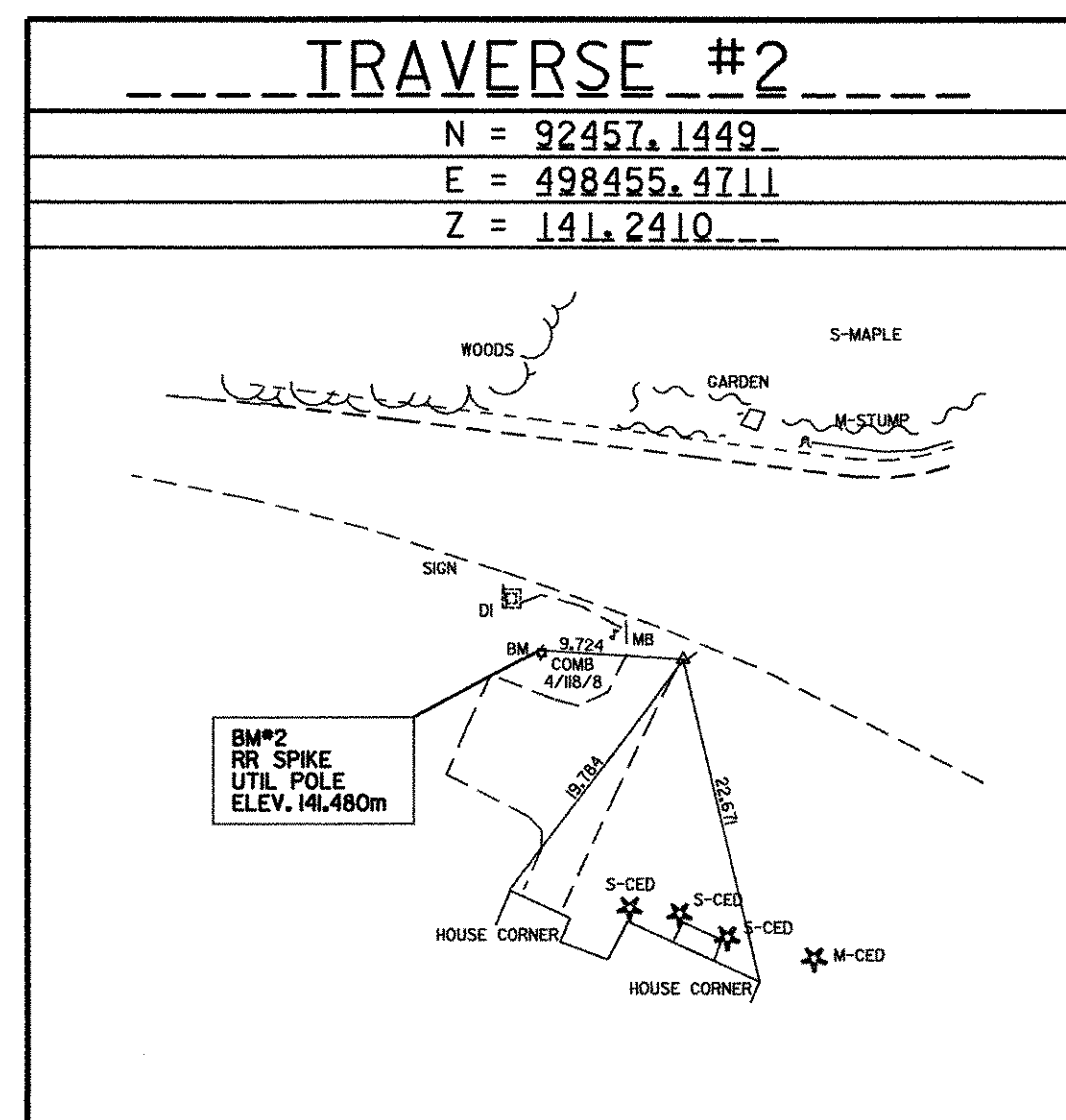 TRAVERSE #2
N = 92457.1449
E = 498455.4711
Z = 141.2410
S-MAPLE
WOODS
GARDEN
M-STUMP
SIGN
DI
MB
BM
9.724
COMB
4/118/8
BM#2
RR SPIKE
UTIL POLE
ELEV. 141.480m
19.784
22.671
S-CED
S-CED
S-CED
HOUSE CORNER
M-CED
HOUSE CORNER